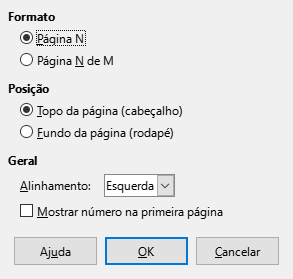 Formato
Página N
Página N de M
Posição
Topo da página (cabeçalho)
Fundo da página (rodapé)
Geral
Alinhamento: Esquerda
Mostrar número na primeira página
Ajuda OK Cancelar